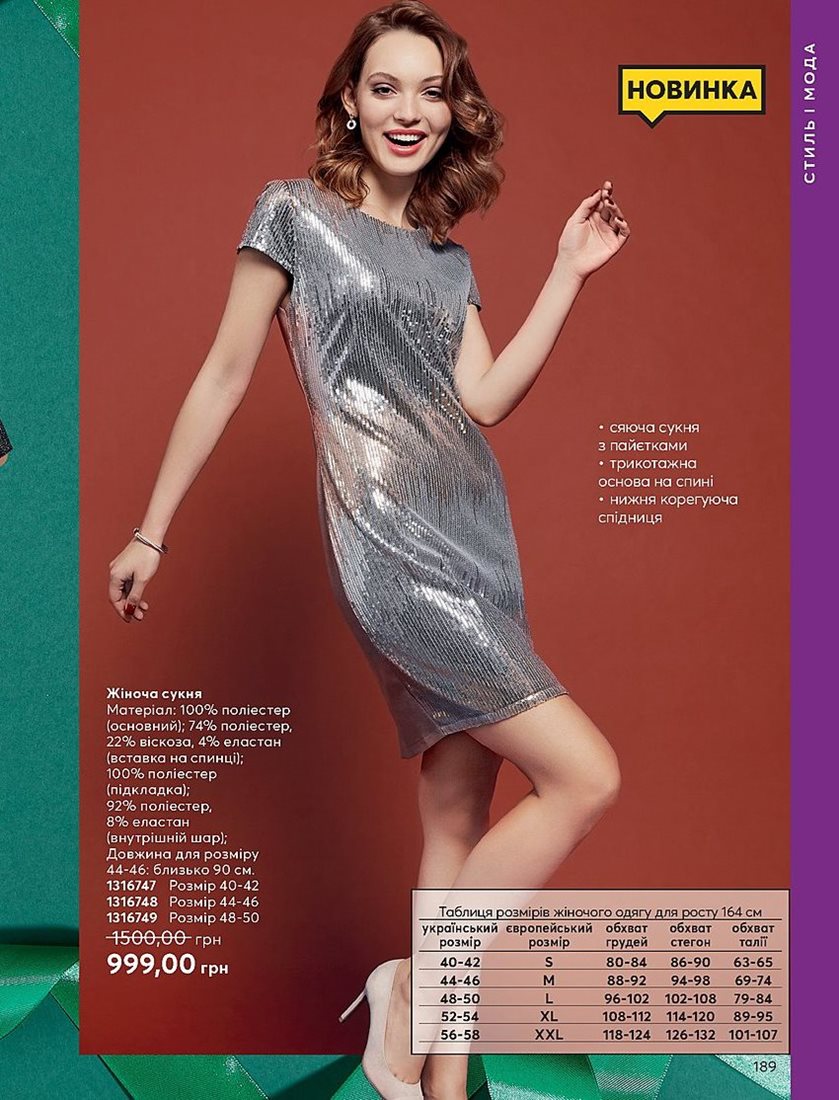 НОВИНКА
СТИЛЬ І МОДА
• сяюча сукня
з пайєтками
• трикотажна
основа на спині
• нижня корегуюча
спідниця
Жіноча сукня
Матеріал: 100% поліестер
(основний); 74% поліестер,
22% віскоза, 4% еластан
(вставка на спинці);
100% поліестер
(підкладка);
92% поліестер,
8% еластан
(внутрішній шар);
Довжина для розміру
44-46: близько 90 см.
1316747 Розмір 40-42
1316748 Розмір 44-46
1316749 Розмір 48-50
1500,00 грн
999,00 грн
Таблиця розмірів жіночого одягу для росту 164 см
український європейський обхват обхват обхват
розмір розмір грудей стегон талії
40-42 S 80-84 86-90 63-65
44-46 M 88-92 94-98 69-74
48-50 L 96-102 102-108 79-84
52-54 XL 108-112 114-120 89-95
56-58 XXL 118-124 126-132 101-107
189